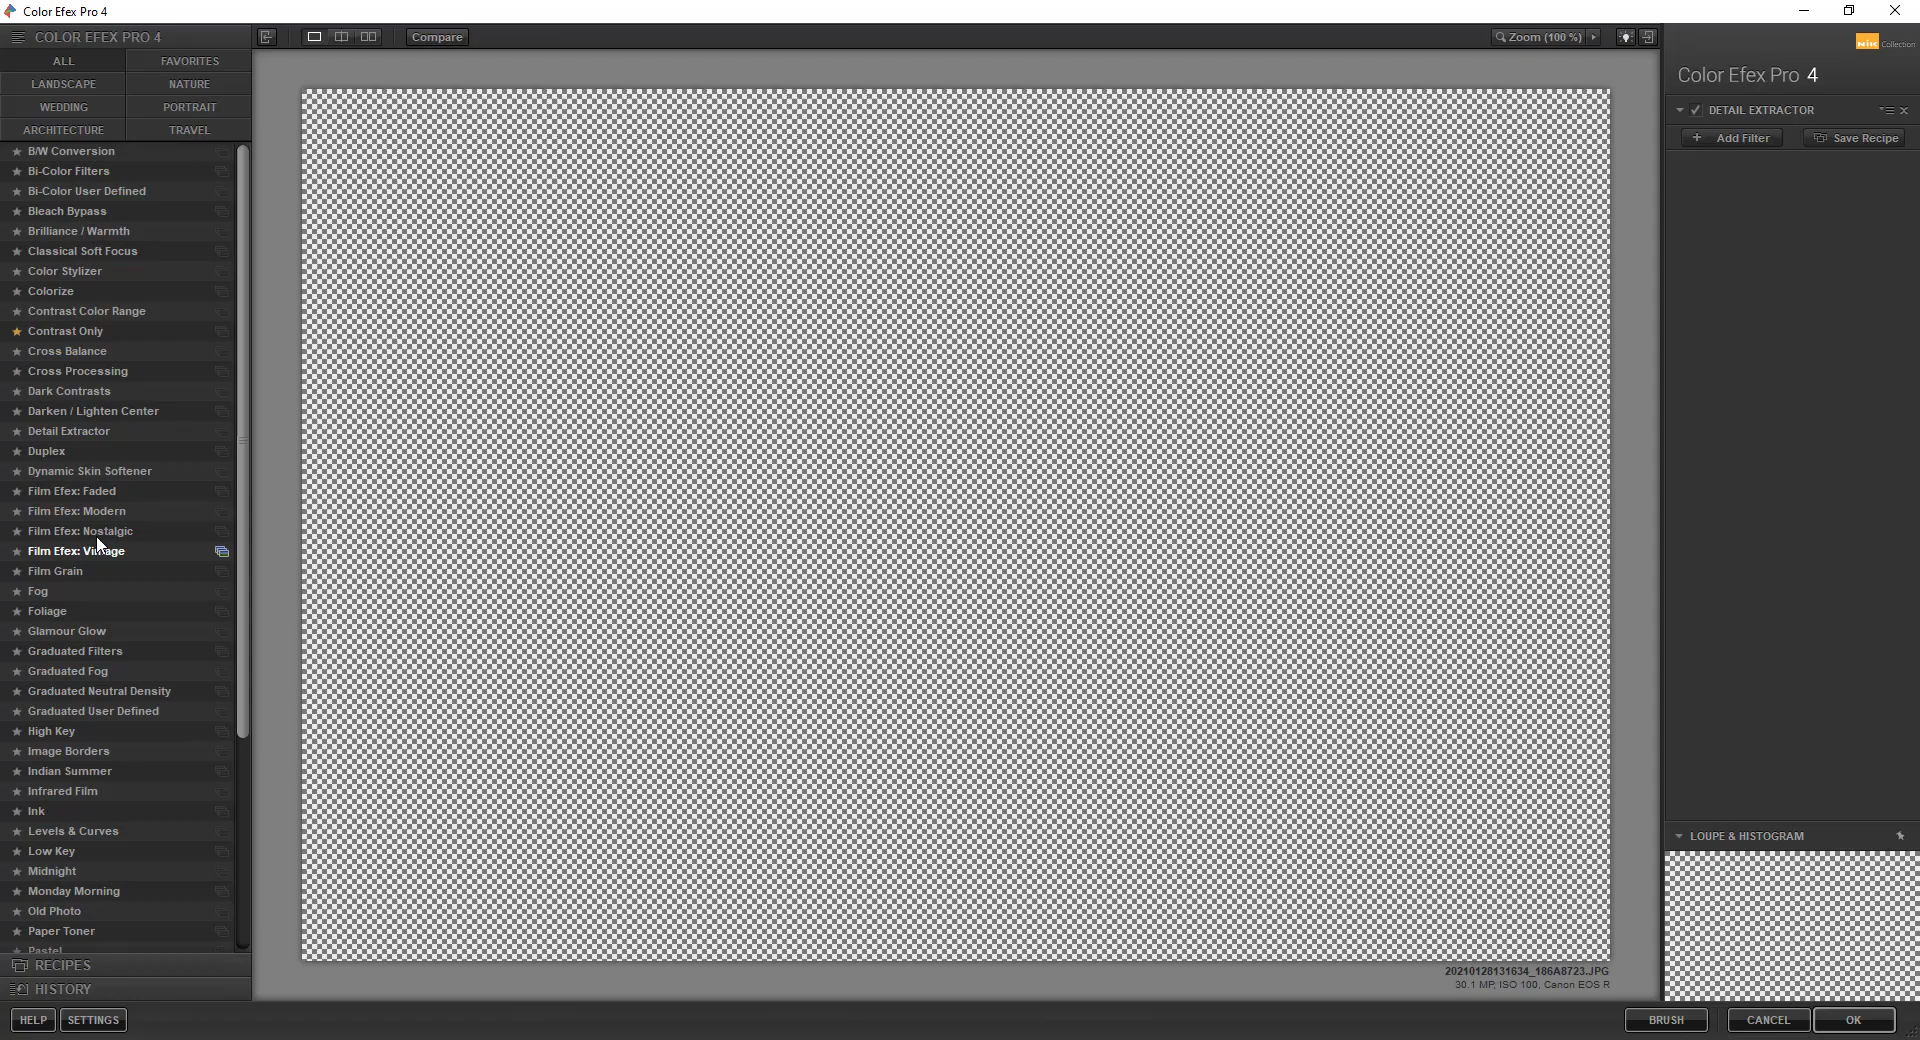 Color Efex Pro 4
COLOR EFEX PRO 4
Compare
Zoom (100 %)
Nik Collection
ALL
FAVORITES
LANDSCAPE
NATURE
WEDDING
PORTRAIT
ARCHITECTURE
TRAVEL
B/W Conversion
Bi-Color Filters
Bi-Color User Defined
Bleach Bypass
Brilliance / Warmth
Classical Soft Focus
Color Stylizer
Colorize
Contrast Color Range
Contrast Only
Cross Balance
Cross Processing
Dark Contrasts
Darken / Lighten Center
Detail Extractor
Duplex
Dynamic Skin Softener
Film Efex: Faded
Film Efex: Modern
Film Efex: Nostalgic
Film Efex: Vintage
Film Grain
Fog
Foliage
Glamour Glow
Graduated Filters
Graduated Fog
Graduated Neutral Density
Graduated User Defined
High Key
Image Borders
Indian Summer
Infrared Film
Ink
Levels & Curves
Low Key
Midnight
Monday Morning
Old Photo
Paper Toner
Pastel
RECIPES
HISTORY
HELP
SETTINGS
20210128131634_186A8723.JPG
30.1 MP, ISO 100, Canon EOS R
Color Efex Pro 4
DETAIL EXTRACTOR
+ Add Filter
Save Recipe
LOUPE & HISTOGRAM
BRUSH
CANCEL
OK